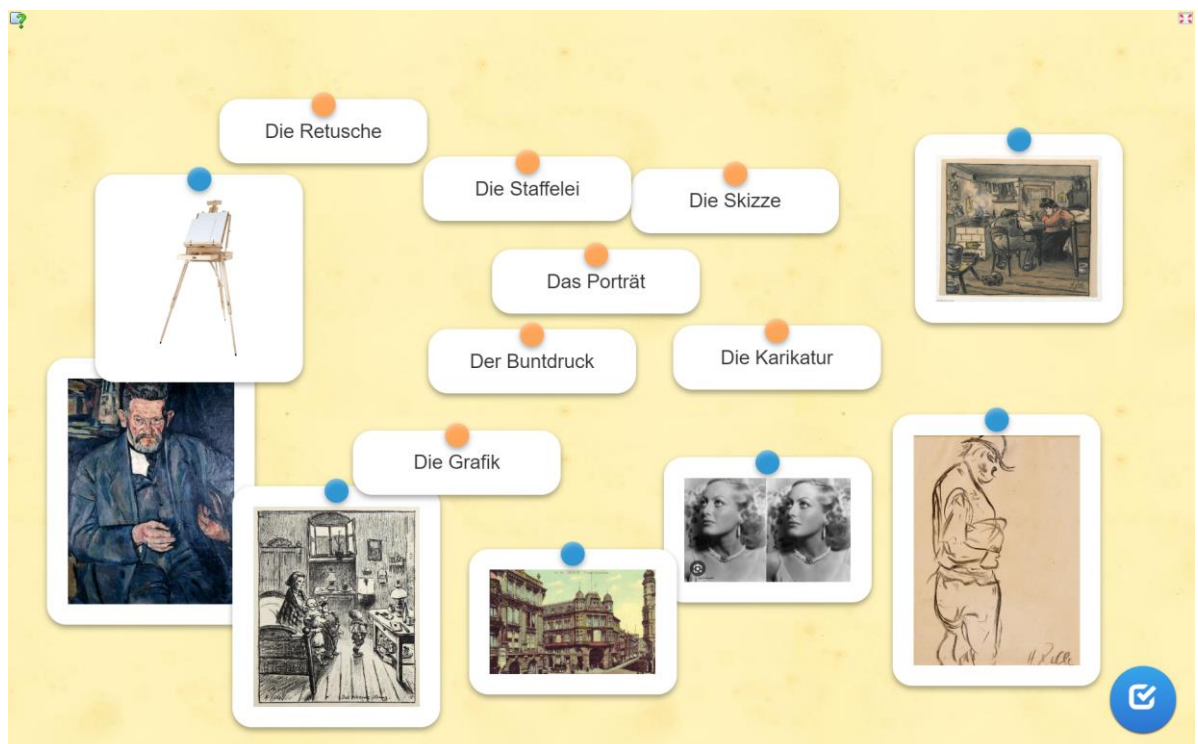 Die Retusche
Die Staffelei
Die Skizze
Das Porträt
Der Buntdruck
Die Karikatur
Die Grafik